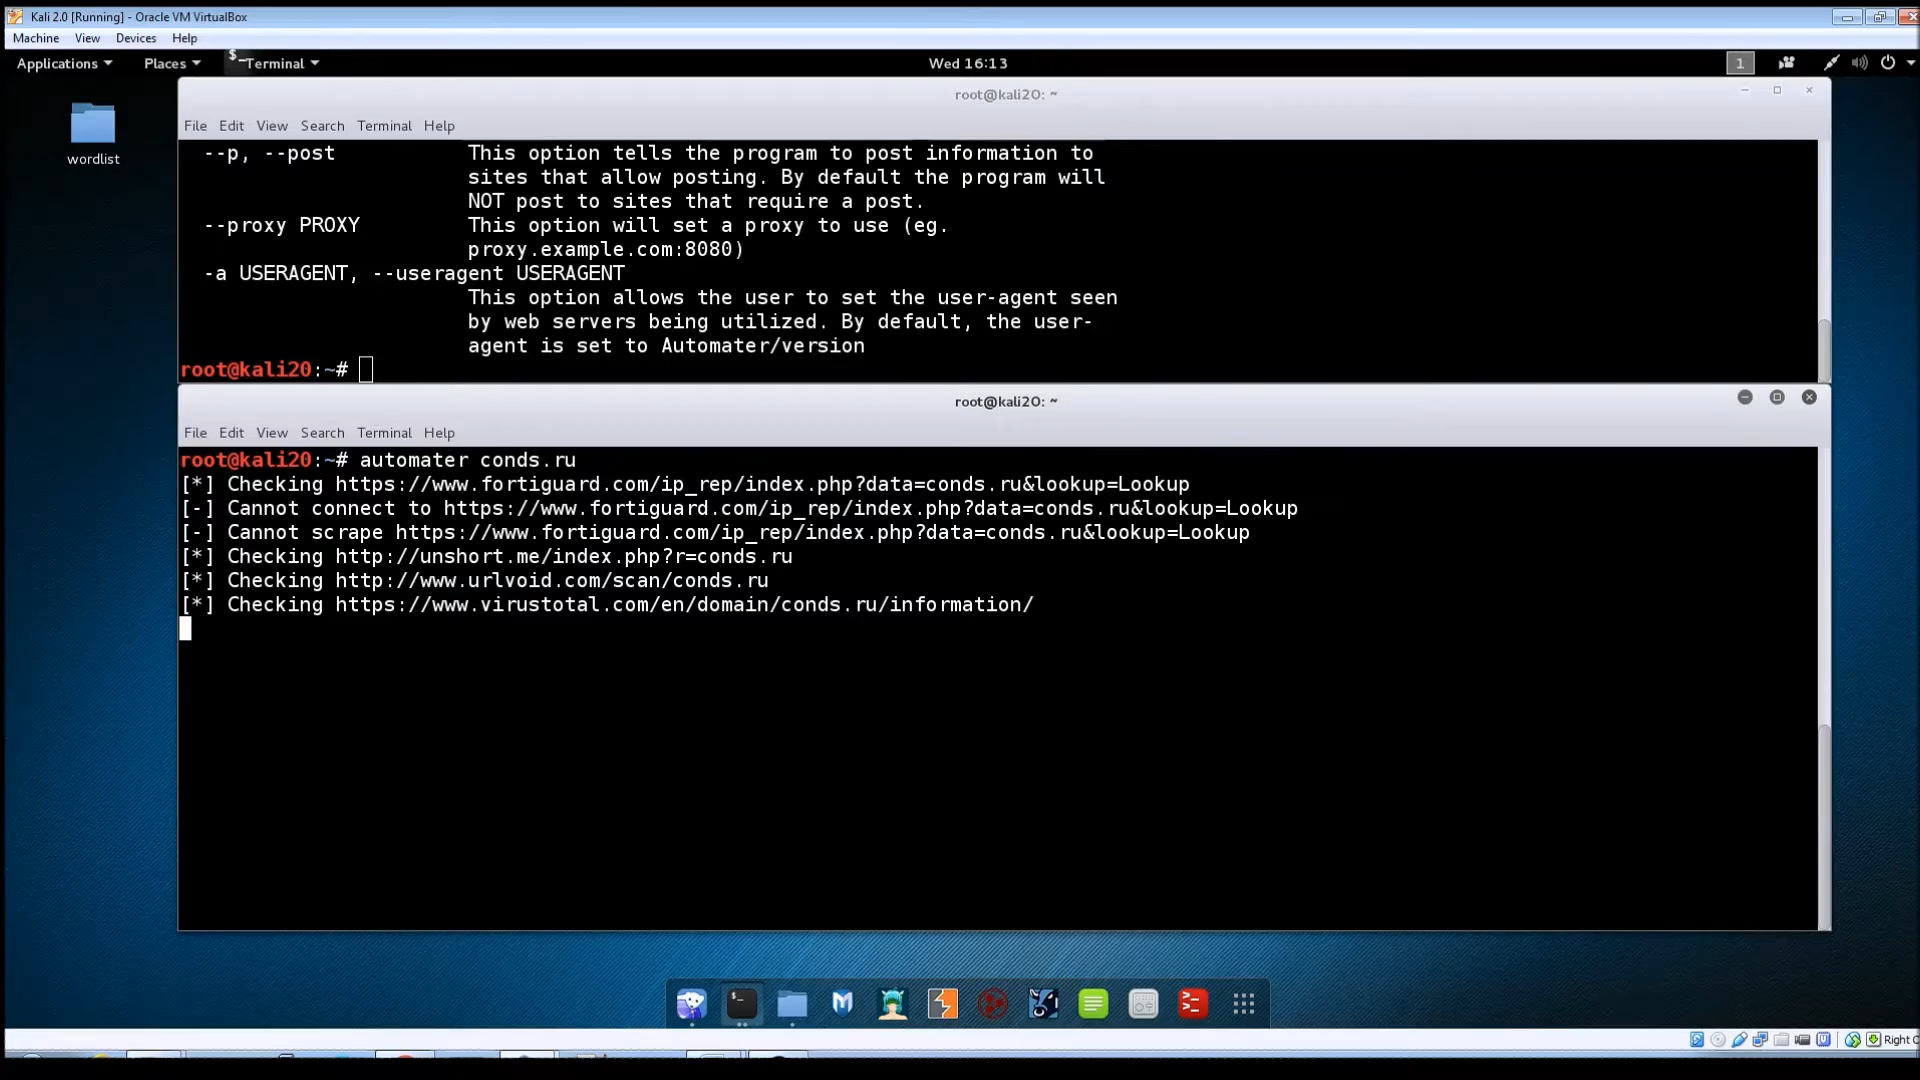 Kali 2.0 [Running] - Oracle VM VirtualBox
Machine View Devices Help
Applications Places Terminal Wed 16:13 1
wordlist
root@kali20: ~
File Edit View Search Terminal Help
--p, --post This option tells the program to post information to
sites that allow posting. By default the program will
NOT post to sites that require a post.
--proxy PROXY This option will set a proxy to use (eg.
proxy.example.com:8080)
-a USERAGENT, --useragent USERAGENT
This option allows the user to set the user-agent seen
by web servers being utilized. By default, the user-
agent is set to Automater/version
root@kali20:~#
root@kali20: ~
File Edit View Search Terminal Help
root@kali20:~# automater conds.ru
[*] Checking https://www.fortiguard.com/ip_rep/index.php?data=conds.ru&lookup=Lookup
[-] Cannot connect to https://www.fortiguard.com/ip_rep/index.php?data=conds.ru&lookup=Lookup
[-] Cannot scrape https://www.fortiguard.com/ip_rep/index.php?data=conds.ru&lookup=Lookup
[*] Checking http://unshort.me/index.php?r=conds.ru
[*] Checking http://www.urlvoid.com/scan/conds.ru
[*] Checking https://www.virustotal.com/en/domain/conds.ru/information/
Right C